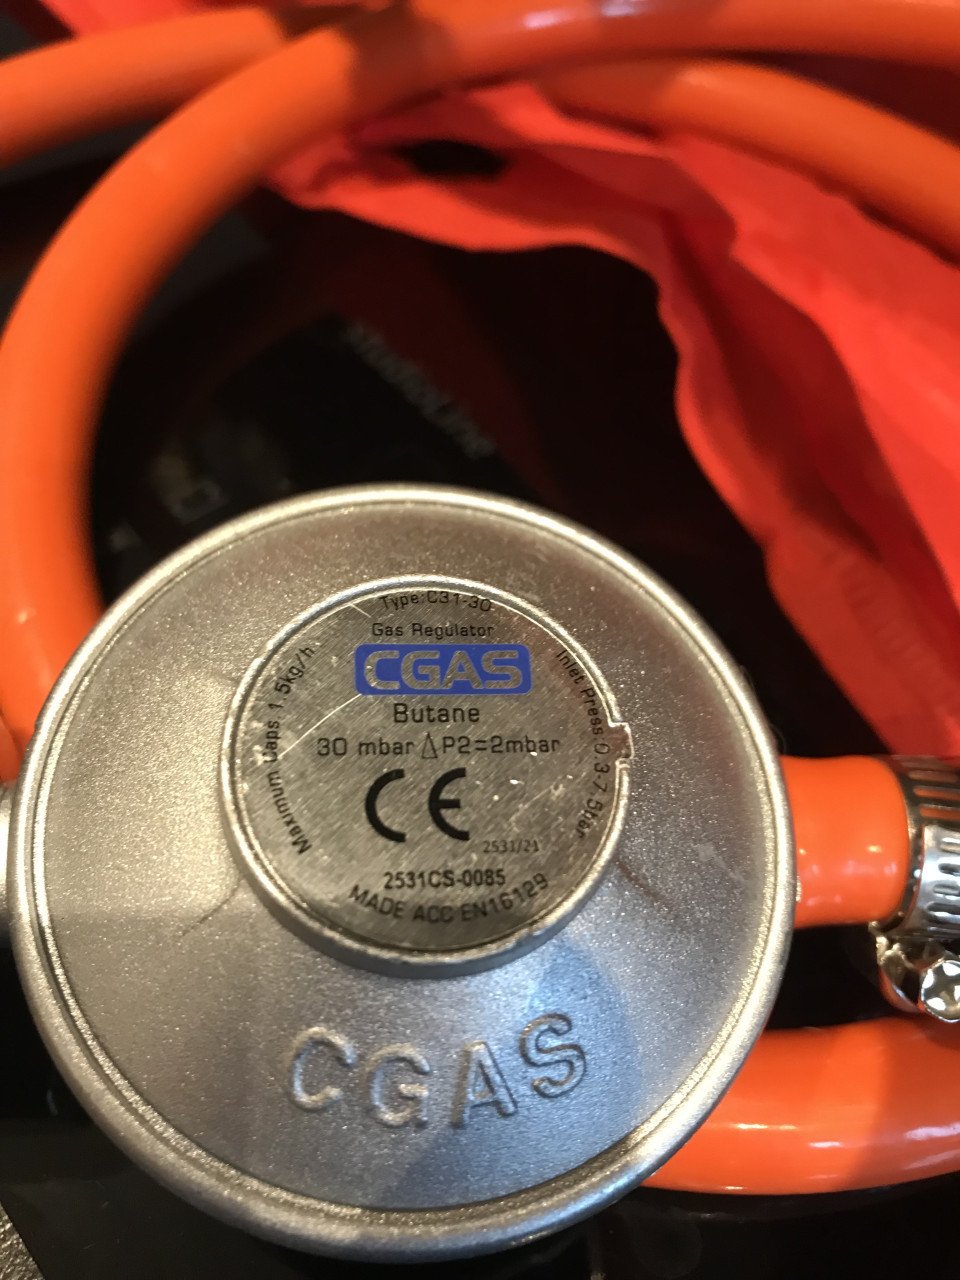 Type:C31-30
Gas Regulator
CGAS
Butane
30 mbar △P2=2mbar
CE
2531/21
2531CS-0085
MADE ACC EN16129
Maximum Caps 1.5kg/h
Inlet Press:0.3-7.5bar
CGAS